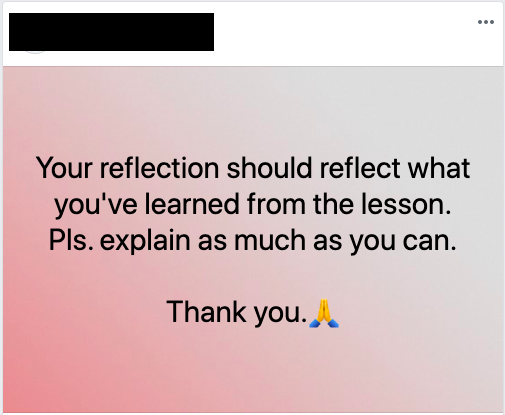 Your reflection should reflect what
you've learned from the lesson.
Pls. explain as much as you can.
Thank you.🙏